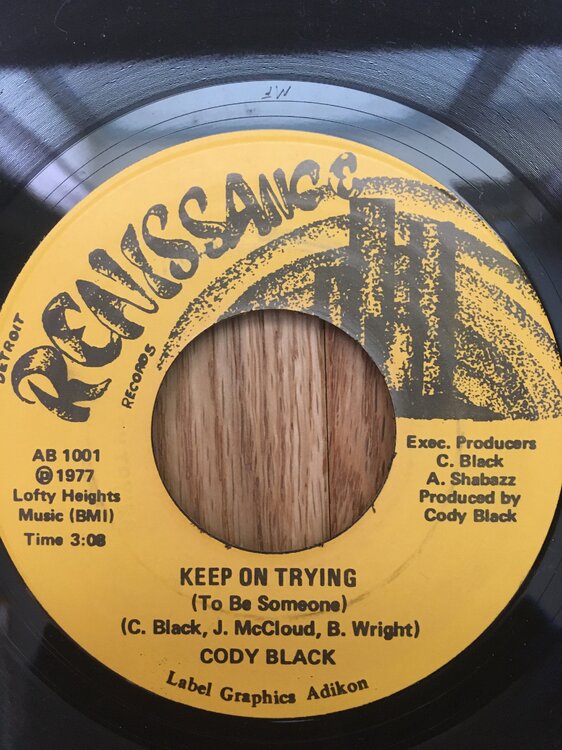 DETROIT
RENISSANCE
RECORDS
AB 1001
Ⓟ 1977
Lofty Heights
Music (BMI)
Time 3:08
Exec. Producers
C. Black
A. Shabazz
Produced by
Cody Black
KEEP ON TRYING
(To Be Someone)
(C. Black, J. McCloud, B. Wright)
CODY BLACK
Label Graphics Adikon